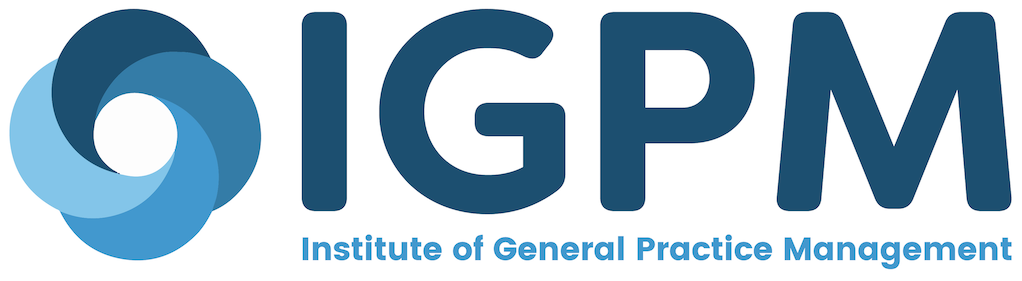 IGPM
Institute of General Practice Management